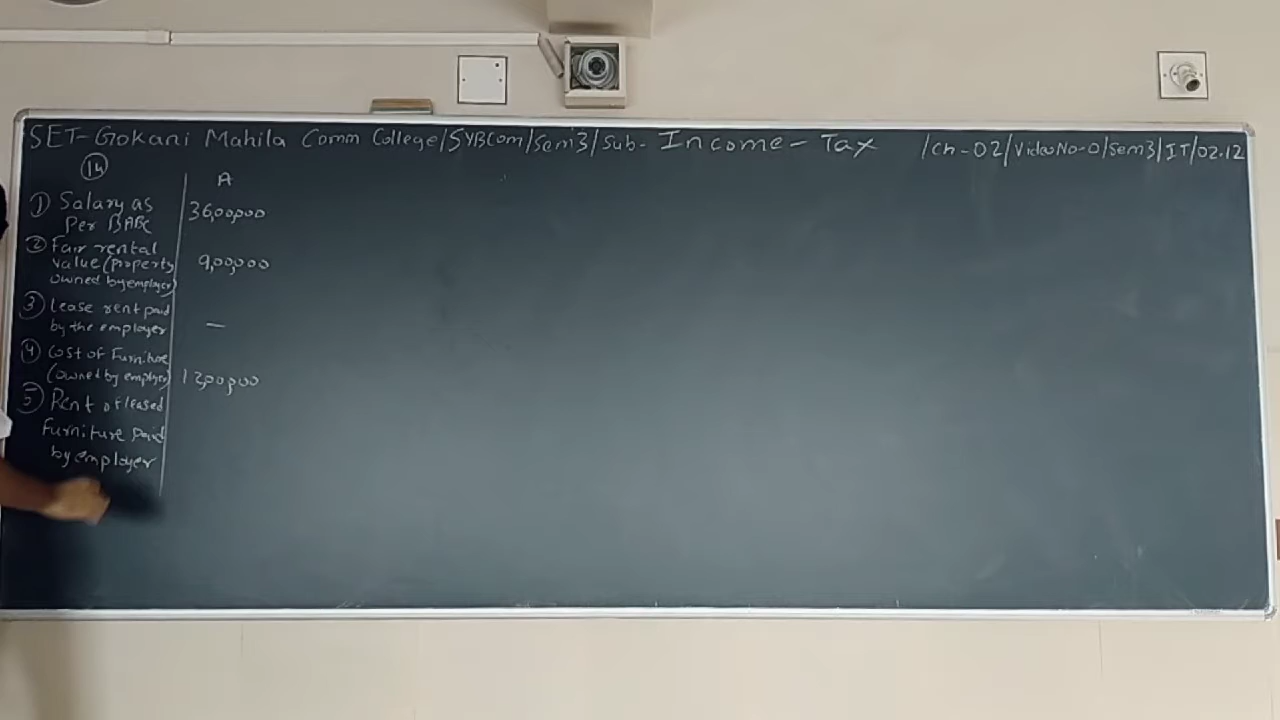 SET-Gokani Mahila Comm College/SYBCom/Sem3/Sub- Income-Tax /Ch-02/Video No-0/Sem3/IT/02.12
14
A
① Salary as
Per BABC
36,00,000
② Fair rental
value (property
owned by employer)
9,00,000
③ Lease rent paid
by the employer
—
④ Cost of Furniture
(owned by employer)
12,00,000
⑤ Rent of leased
Furniture paid
by employer